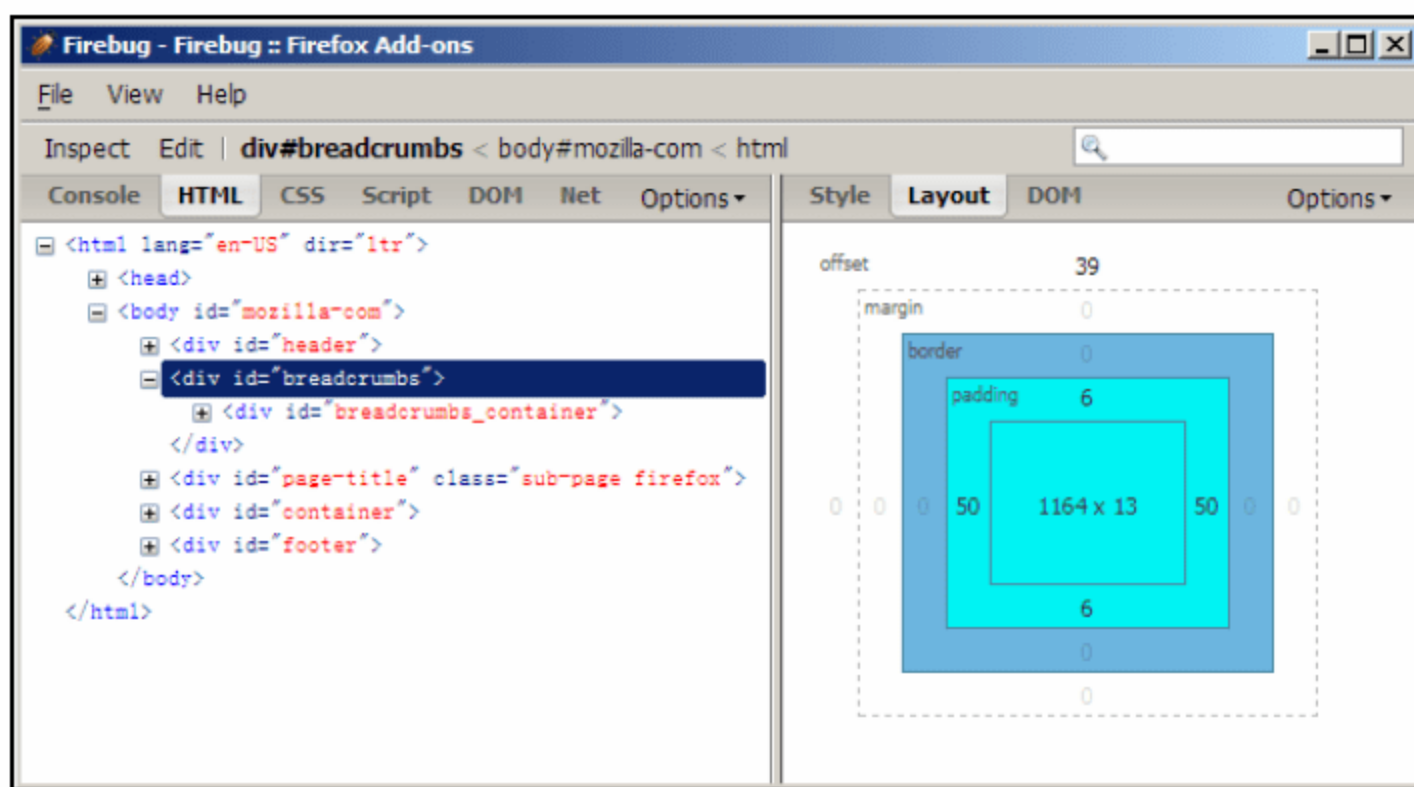 Firebug - Firebug :: Firefox Add-ons
File View Help
Inspect Edit | div#breadcrumbs < body#mozilla-com < html
Console HTML CSS Script DOM Net Options
<html lang="en-US" dir="ltr">
<head>
<body id="mozilla-com">
<div id="header">
<div id="breadcrumbs">
<div id="breadcrumbs_container">
</div>
<div id="page-title" class="sub-page firefox">
<div id="container">
<div id="footer">
</body>
</html>
Style Layout DOM Options
offset 39
margin 0
border 0
padding 6
0 0 0 50 1164 x 13 50 0 0
6
0
0